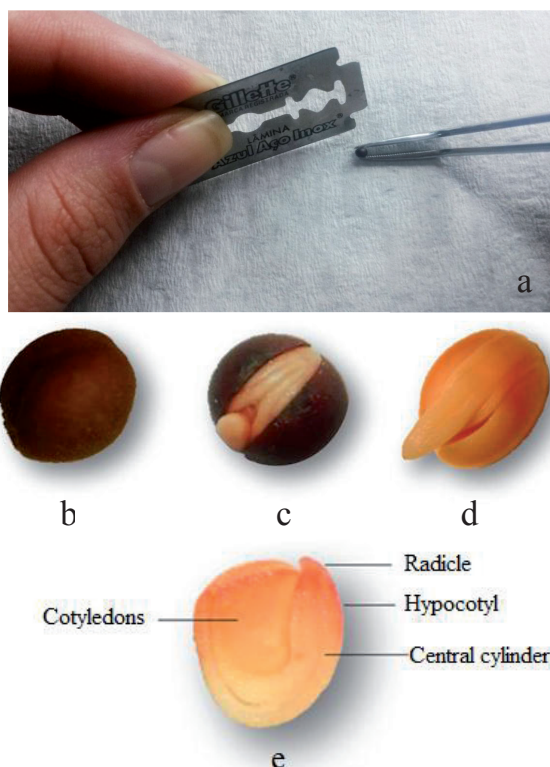 Gillette®
LÂMINA
Azul Aço Inox®
a
b
c
d
Radicle
Hypocotyl
Cotyledons
Central cylinder
e